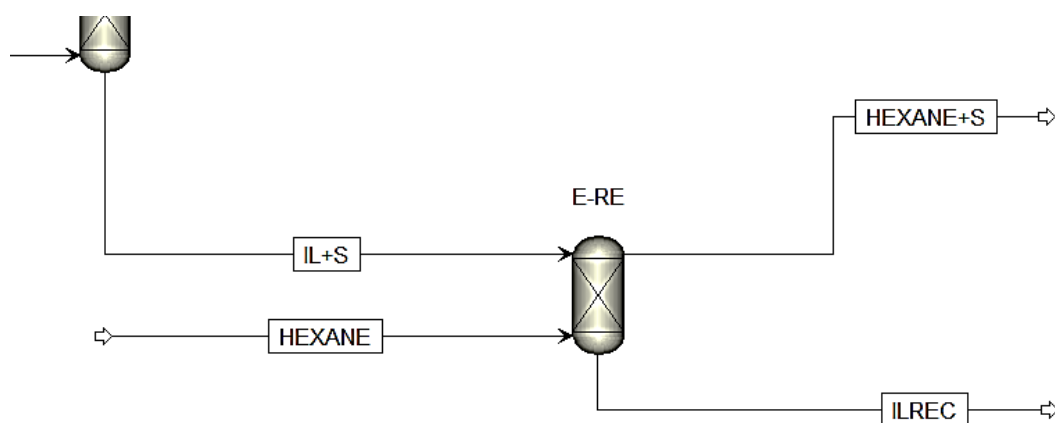 HEXANE+S
E-RE
IL+S
HEXANE
ILREC